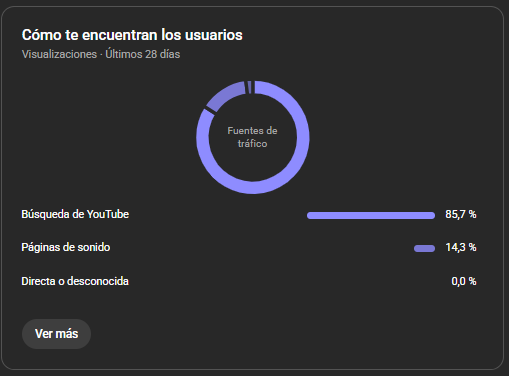 Cómo te encuentran los usuarios
Visualizaciones · Últimos 28 días
Fuentes de
tráfico
Búsqueda de YouTube 85,7 %
Páginas de sonido 14,3 %
Directa o desconocida 0,0 %
Ver más